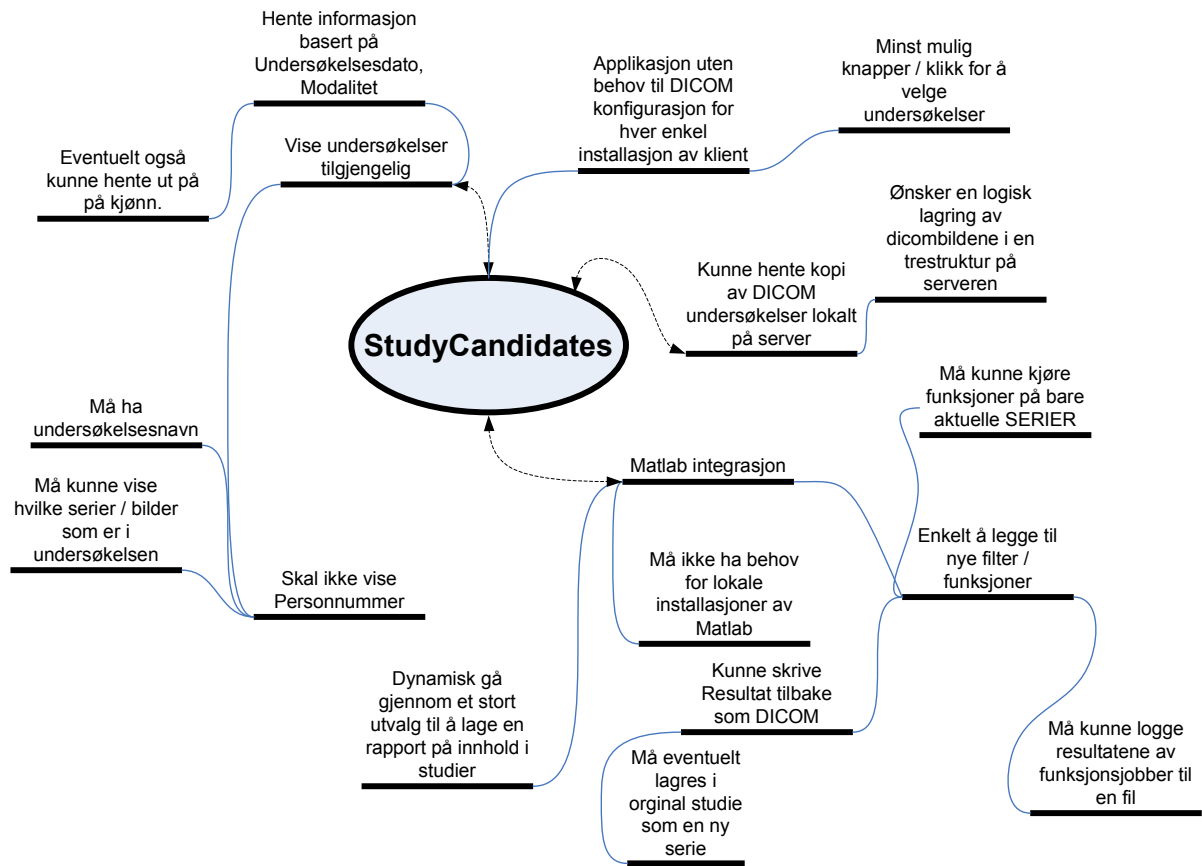 Hente informasjon
basert på
Undersøkelsesdato,
Modalitet
Eventuelt også
kunne hente ut på
på kjønn.
Vise undersøkelser
tilgjengelig
Applikasjon uten
behov til DICOM
konfigurasjon for
hver enkel
installasjon av klient
Minst mulig
knapper / klikk for å
velge
undersøkelser
Ønsker en logisk
lagring av
dicombildene i en
trestruktur på
serveren
Kunne hente kopi
av DICOM
undersøkelser lokalt
på server
StudyCandidates
Må ha
undersøkelsesnavn
Må kunne vise
hvilke serier / bilder
som er i
undersøkelsen
Skal ikke vise
Personnummer
Matlab integrasjon
Må kunne kjøre
funksjoner på bare
aktuelle SERIER
Enkelt å legge til
nye filter /
funksjoner
Må ikke ha behov
for lokale
installasjoner av
Matlab
Dynamisk gå
gjennom et stort
utvalg til å lage en
rapport på innhold i
studier
Kunne skrive
Resultat tilbake
som DICOM
Må eventuelt
lagres i
orginal studie
som en ny
serie
Må kunne logge
resultatene av
funksjonsjobber til
en fil